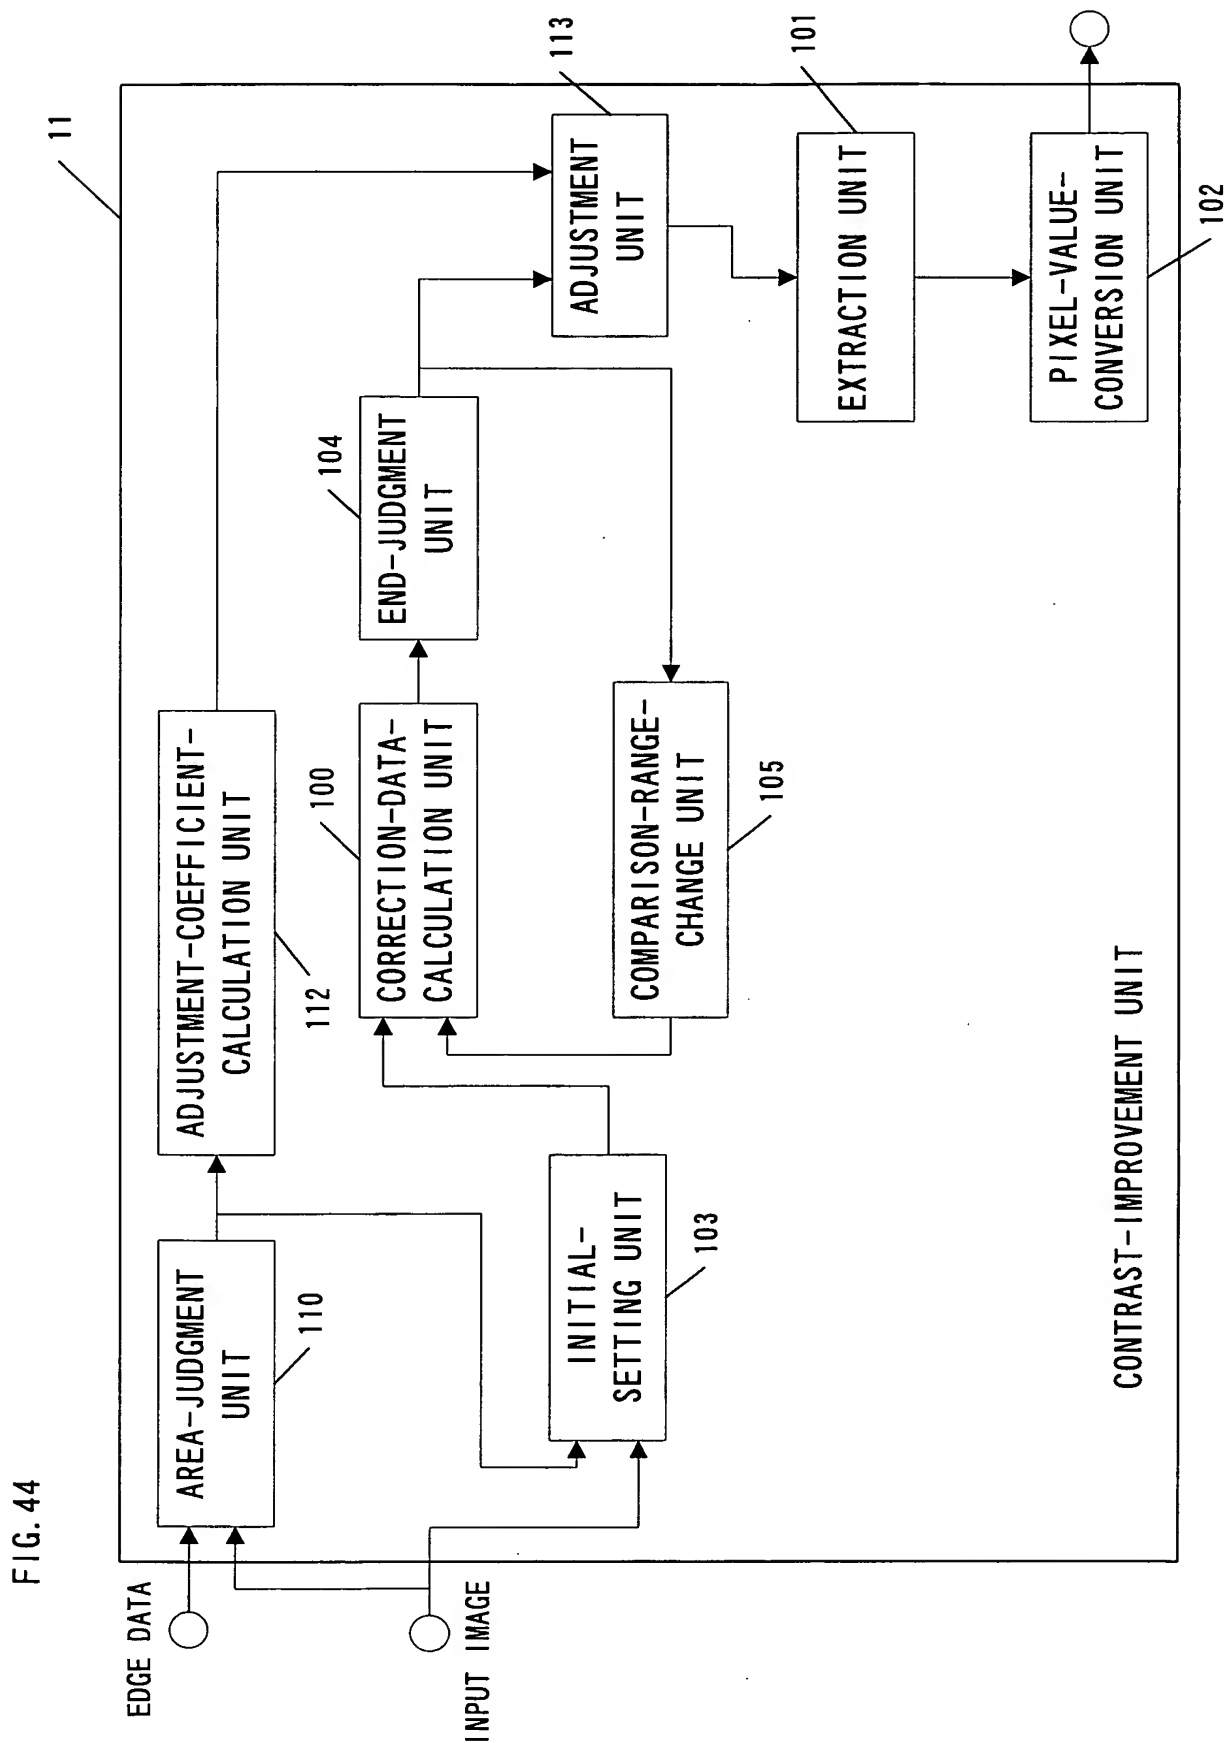 FIG. 44
11
EDGE DATA
INPUT IMAGE
AREA-JUDGMENT
UNIT
110
ADJUSTMENT-COEFFICIENT-
CALCULATION UNIT
112
INITIAL-
SETTING UNIT
103
CORRECTION-DATA-
CALCULATION UNIT
100
END-JUDGMENT
UNIT
104
COMPARISON-RANGE-
CHANGE UNIT
105
ADJUSTMENT
UNIT
113
EXTRACTION UNIT
101
PIXEL-VALUE-
CONVERSION UNIT
102
CONTRAST-IMPROVEMENT UNIT